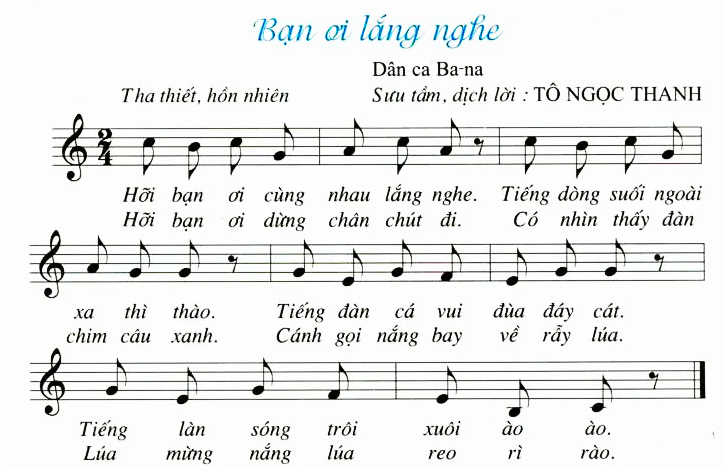 Bạn ơi lắng nghe
Dân ca Ba-na
Tha thiết, hồn nhiên
Sưu tầm, dịch lời : TÔ NGỌC THANH
2
4
Hỡi bạn ơi cùng nhau lắng nghe. Tiếng dòng suối ngoài
Hỡi bạn ơi dừng chân chút đi. Có nhìn thấy đàn
xa thì thào. Tiếng đàn cá vui đùa đáy cát.
chim câu xanh. Cánh gọi nắng bay về rẫy lúa.
Tiếng làn sóng trôi xuôi ào ào.
Lúa mừng nắng lúa reo rì rào.